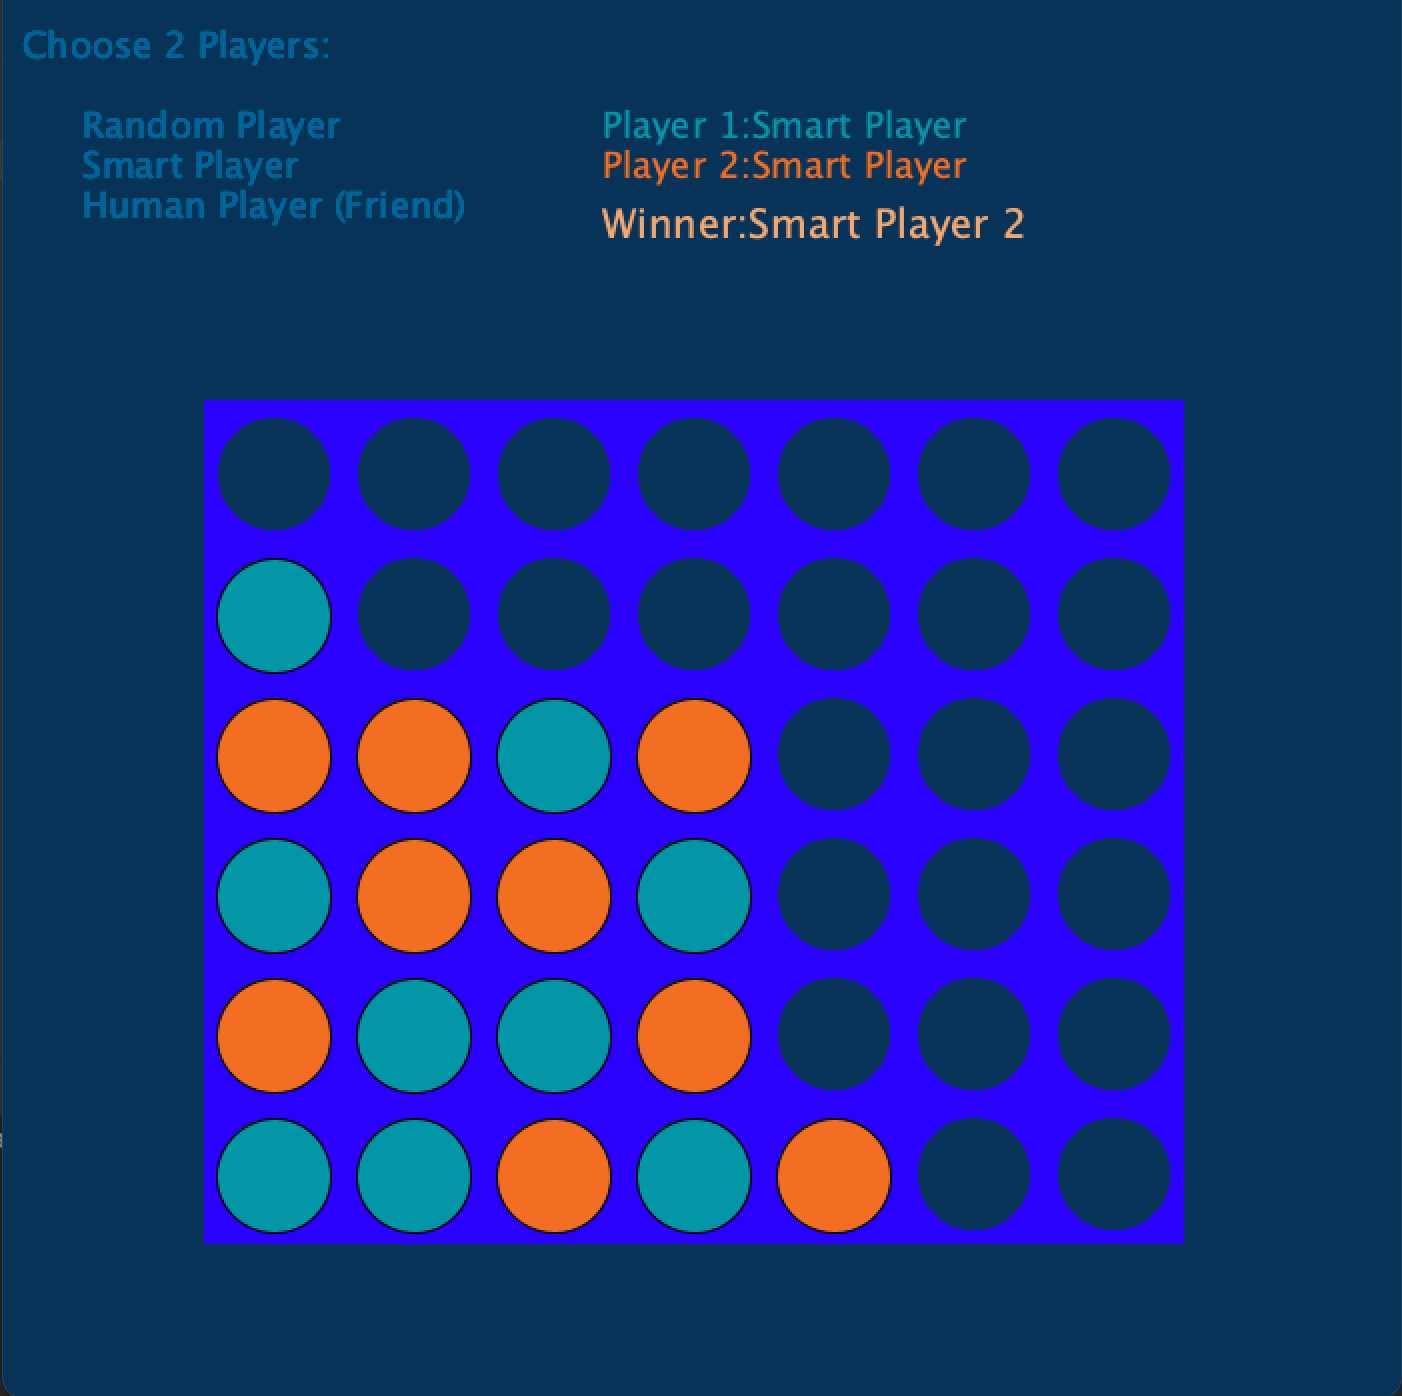 Choose 2 Players:
Random Player
Smart Player
Human Player (Friend)
Player 1:Smart Player
Player 2:Smart Player
Winner:Smart Player 2